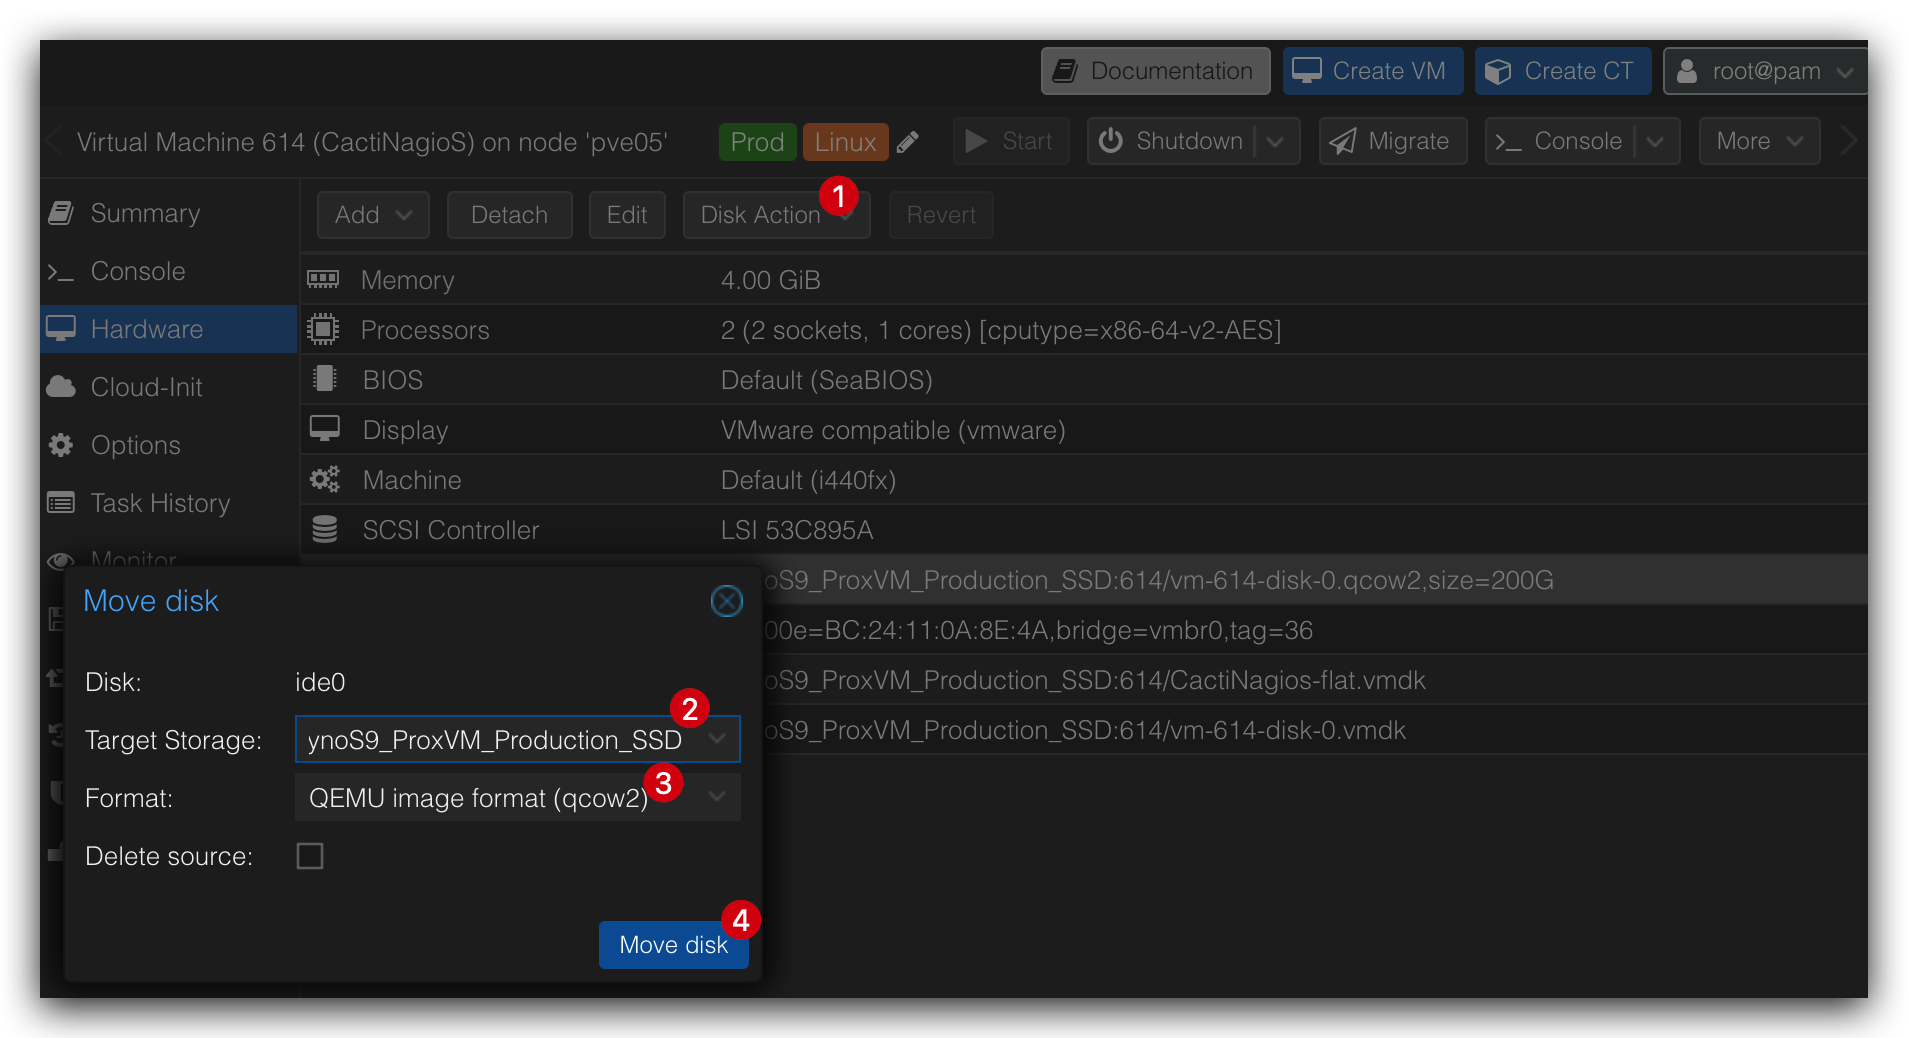 Documentation Create VM Create CT root@pam
Virtual Machine 614 (CactiNagioS) on node 'pve05' Prod Linux Start Shutdown Migrate Console More
Summary
Console
Hardware
Cloud-Init
Options
Task History
Monitor
Add Detach Edit Disk Action 1 Revert
Memory 4.00 GiB
Processors 2 (2 sockets, 1 cores) [cputype=x86-64-v2-AES]
BIOS Default (SeaBIOS)
Display VMware compatible (vmware)
Machine Default (i440fx)
SCSI Controller LSI 53C895A
oS9_ProxVM_Production_SSD:614/vm-614-disk-0.qcow2,size=200G
00e=BC:24:11:0A:8E:4A,bridge=vmbr0,tag=36
oS9_ProxVM_Production_SSD:614/CactiNagios-flat.vmdk
oS9_ProxVM_Production_SSD:614/vm-614-disk-0.vmdk
Move disk
Disk: ide0
Target Storage: ynoS9_ProxVM_Production_SSD 2
Format: QEMU image format (qcow2) 3
Delete source:
Move disk 4